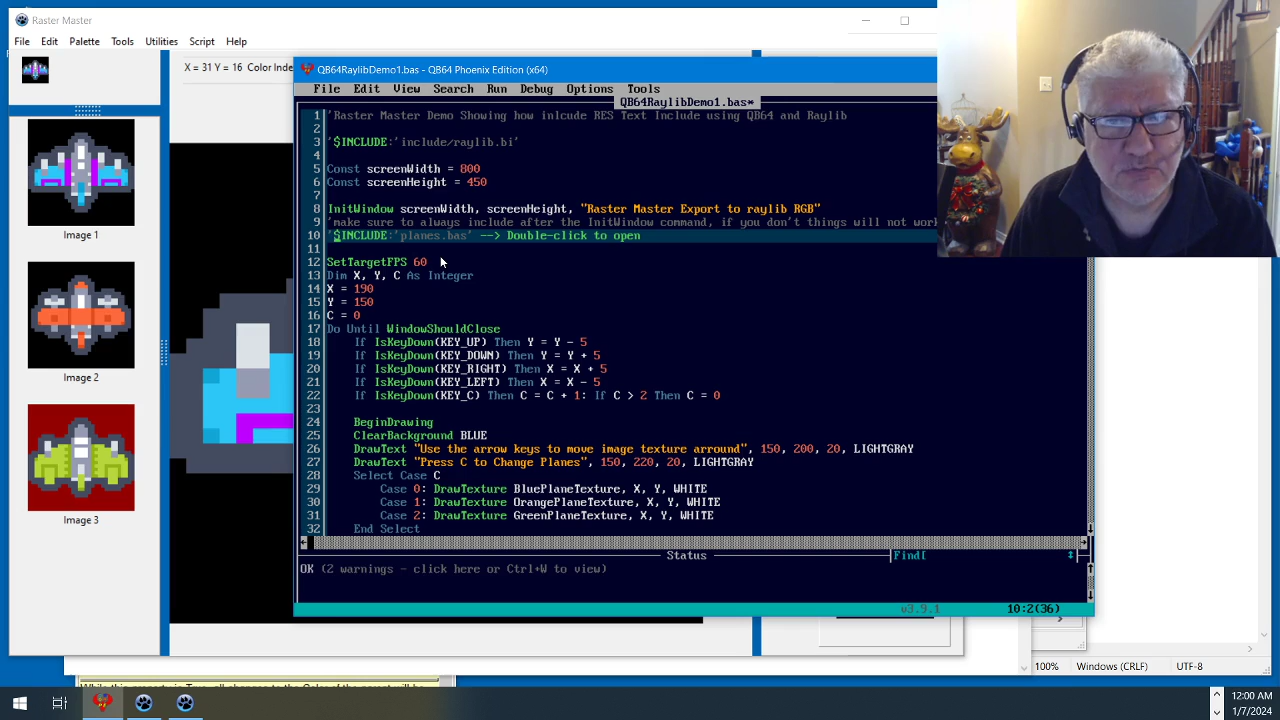 Raster Master
File Edit Palette Tools Utilities Script Help
X = 31 Y = 16 Color Inde
Image 1
Image 2
Image 3
QB64RaylibDemo1.bas - QB64 Phoenix Edition (x64)
File Edit View Search Run Debug Options Tools
QB64RaylibDemo1.bas*
1 'Raster Master Demo Showing how inlcude RES Text Include using QB64 and Raylib
2
3 '$INCLUDE:'include/raylib.bi'
4
5 Const screenWidth = 800
6 Const screenHeight = 450
7
8 InitWindow screenWidth, screenHeight, "Raster Master Export to raylib RGB"
9 'make sure to always include after the InitWindow command, if you don't things will not work
10 '$INCLUDE:'planes.bas' --> Double-click to open
11
12 SetTargetFPS 60
13 Dim X, Y, C As Integer
14 X = 190
15 Y = 150
16 C = 0
17 Do Until WindowShouldClose
18 If IsKeyDown(KEY_UP) Then Y = Y - 5
19 If IsKeyDown(KEY_DOWN) Then Y = Y + 5
20 If IsKeyDown(KEY_RIGHT) Then X = X + 5
21 If IsKeyDown(KEY_LEFT) Then X = X - 5
22 If IsKeyDown(KEY_C) Then C = C + 1: If C > 2 Then C = 0
23
24 BeginDrawing
25 ClearBackground BLUE
26 DrawText "Use the arrow keys to move image texture arround", 150, 200, 20, LIGHTGRAY
27 DrawText "Press C to Change Planes", 150, 220, 20, LIGHTGRAY
28 Select Case C
29 Case 0: DrawTexture BluePlaneTexture, X, Y, WHITE
30 Case 1: DrawTexture OrangePlaneTexture, X, Y, WHITE
31 Case 2: DrawTexture GreenPlaneTexture, X, Y, WHITE
32 End Select
Status
Find[
OK (2 warnings - click here or Ctrl+W to view)
v3.9.1 10:2(36)
100% Windows (CRLF) UTF-8
12:00 AM
1/7/2024